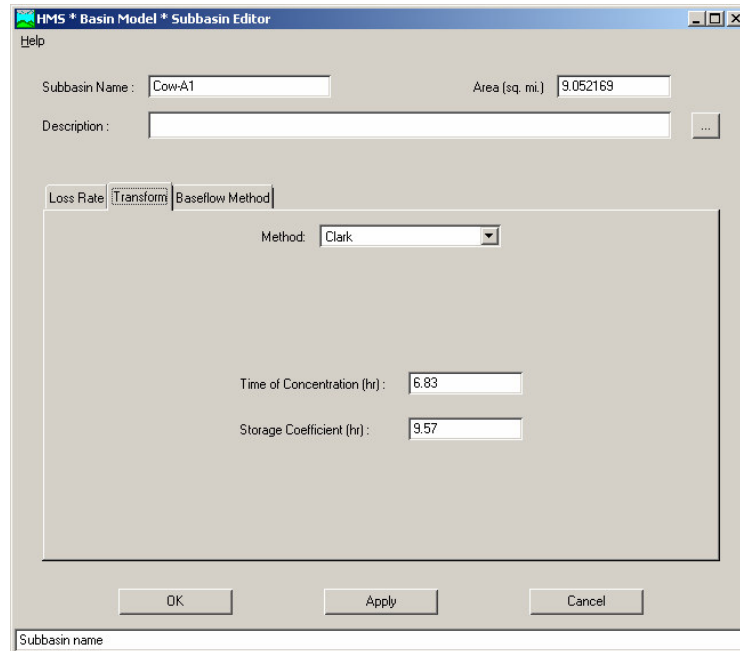 HMS * Basin Model * Subbasin Editor
Help
Subbasin Name : Cow-A1 Area (sq. mi.) 9.052169
Description : ...
Loss Rate Transform Baseflow Method
Method: Clark
Time of Concentration (hr) : 6.83
Storage Coefficient (hr) : 9.57
OK Apply Cancel
Subbasin name